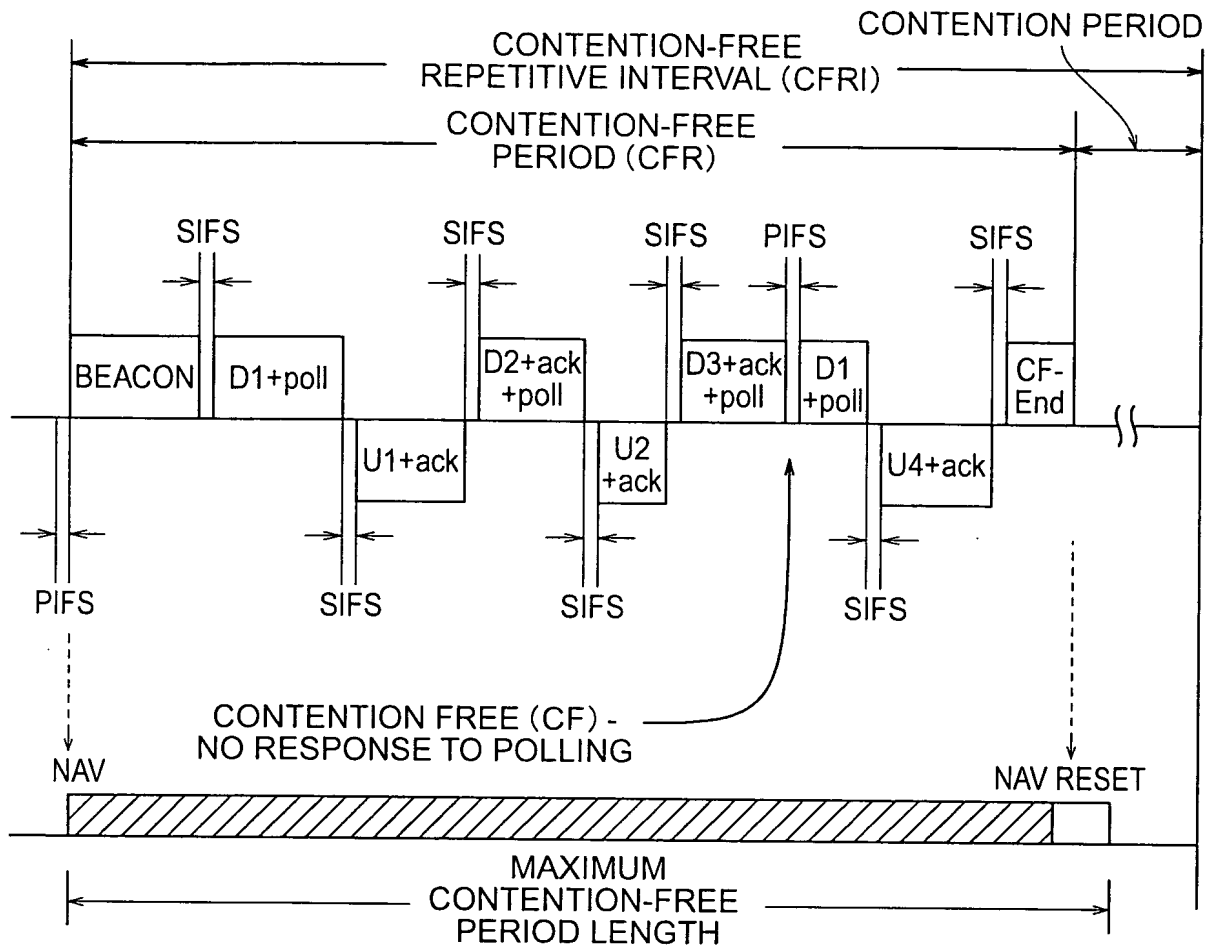 CONTENTION PERIOD
CONTENTION-FREE
REPETITIVE INTERVAL (CFRI)
CONTENTION-FREE
PERIOD (CFR)
SIFS
SIFS
SIFS
PIFS
SIFS
BEACON
D1+poll
D2+ack
+poll
D3+ack
+poll
D1
+poll
CF-
End
U1+ack
U2
+ack
U4+ack
PIFS
SIFS
SIFS
SIFS
CONTENTION FREE (CF) -
NO RESPONSE TO POLLING
NAV
NAV RESET
MAXIMUM
CONTENTION-FREE
PERIOD LENGTH